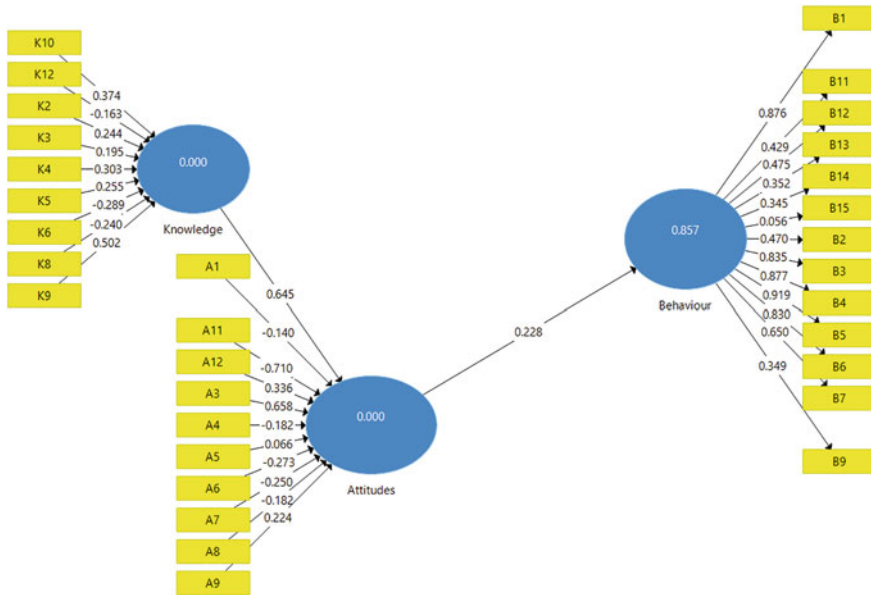 K10
K12
K2
K3
K4
K5
K6
K8
K9
0.374
-0.163
0.244
0.195
0.303
0.255
-0.289
-0.240
0.502
0.000
Knowledge
0.645
A1
A11
A12
A3
A4
A5
A6
A7
A8
A9
-0.140
-0.710
0.336
0.658
-0.182
0.066
-0.273
-0.250
-0.182
0.224
0.000
Attitudes
0.228
0.857
Behaviour
0.876
0.429
0.475
0.352
0.345
0.056
0.470
0.835
0.877
0.919
0.830
0.650
0.349
B1
B11
B12
B13
B14
B15
B2
B3
B4
B5
B6
B7
B9